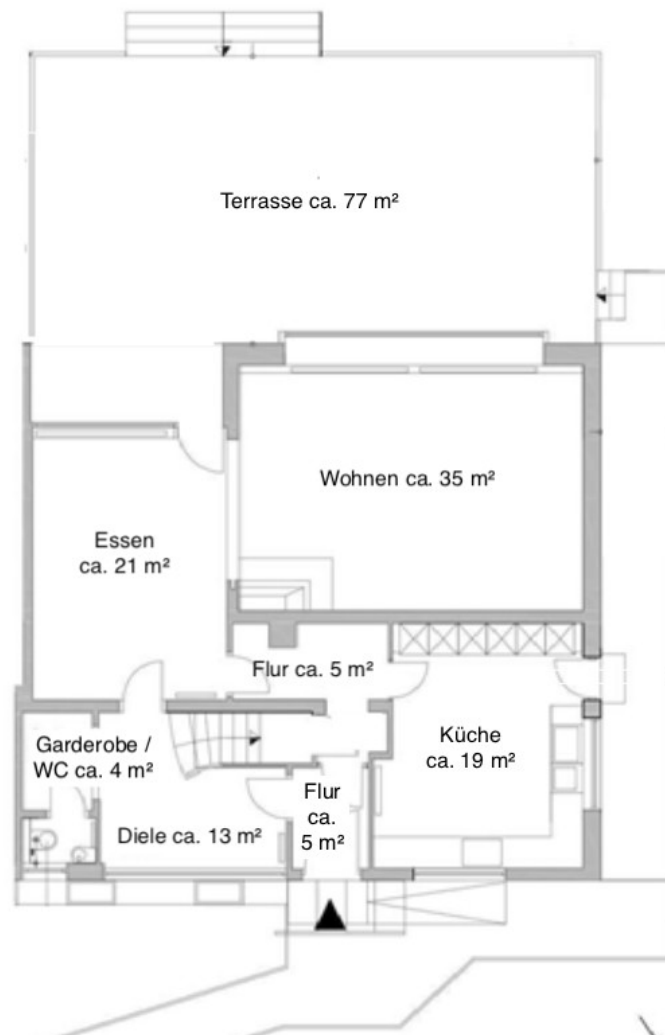 Terrasse ca. 77 m²
Wohnen ca. 35 m²
Essen
ca. 21 m²
Flur ca. 5 m²
Küche
ca. 19 m²
Garderobe /
WC ca. 4 m²
Flur
ca.
5 m²
Diele ca. 13 m²